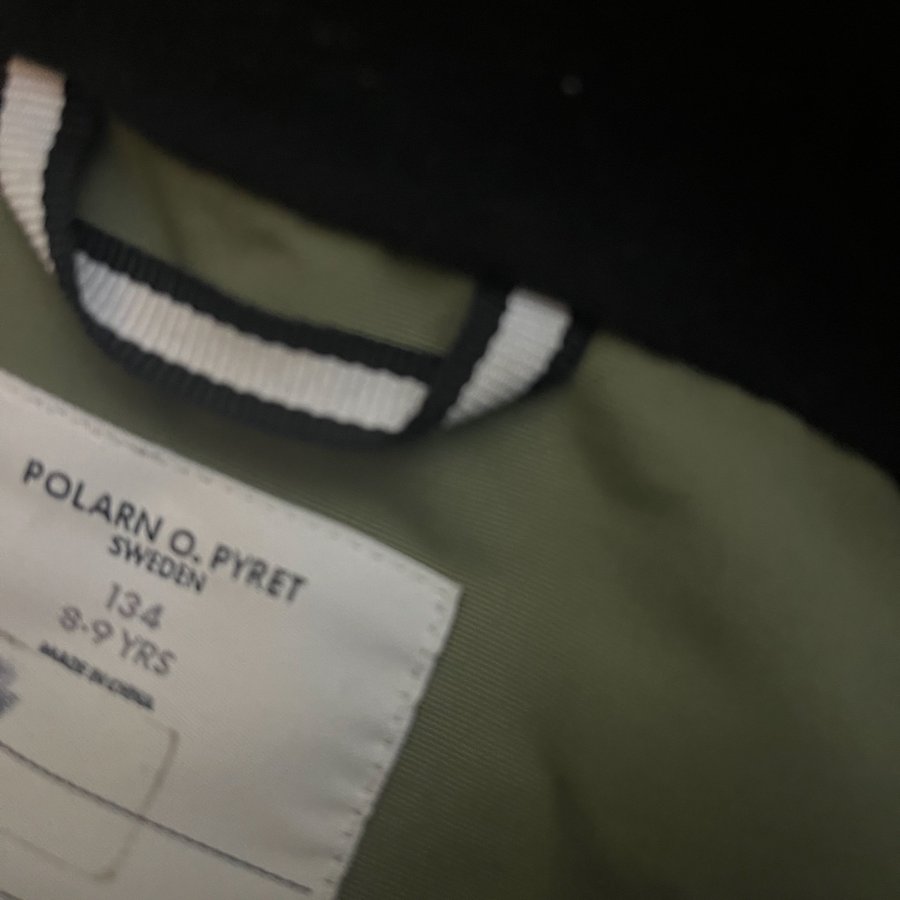 POLARN O. PYRET
SWEDEN
134
8-9 YRS
MADE IN CHINA